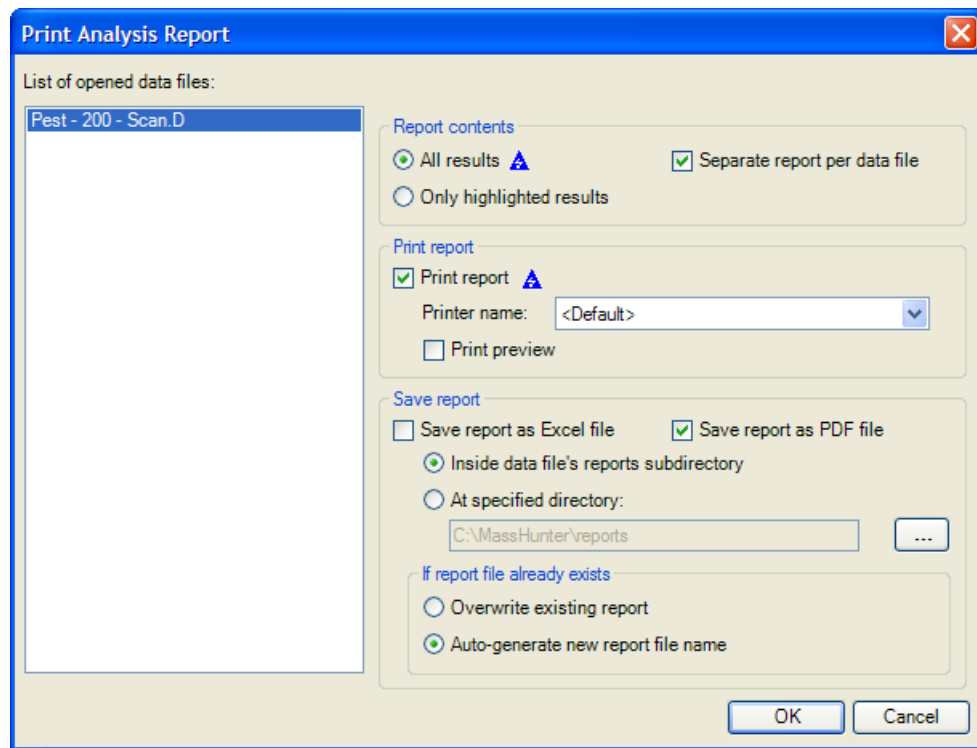 Print Analysis Report
List of opened data files:
Pest - 200 - Scan.D
Report contents
All results
Separate report per data file
Only highlighted results
Print report
Print report
Printer name:
<Default>
Print preview
Save report
Save report as Excel file
Save report as PDF file
Inside data file's reports subdirectory
At specified directory:
C:\MassHunter\reports
...
If report file already exists
Overwrite existing report
Auto-generate new report file name
OK
Cancel